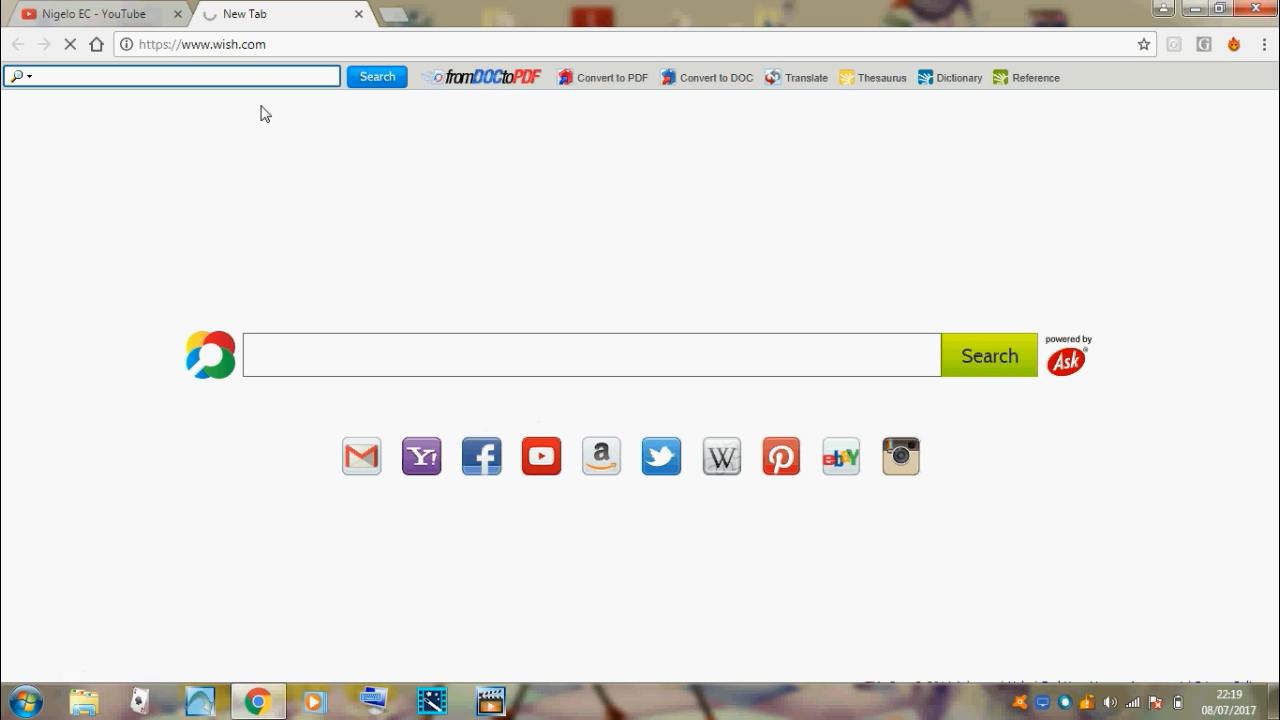 Nigelo EC - YouTube
New Tab
https://www.wish.com
Search
fromDOCtoPDF
Convert to PDF
Convert to DOC
Translate
Thesaurus
Dictionary
Reference
powered by
Search
Ask
Y!
f
a
W
ebay
22:19
08/07/2017